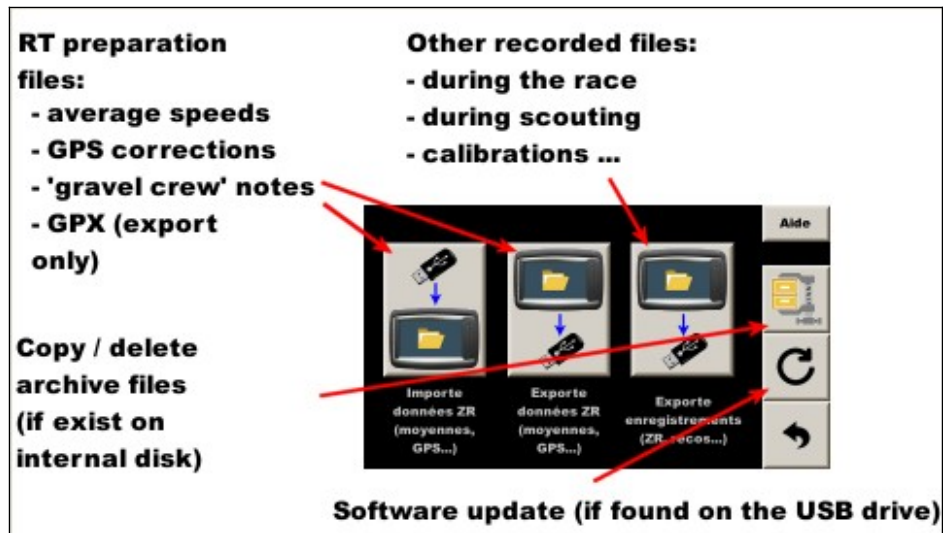 RT preparation
files:
- average speeds
- GPS corrections
- 'gravel crew' notes
- GPX (export
only)
Other recorded files:
- during the race
- during scouting
- calibrations ...
Copy / delete
archive files
(if exist on
internal disk)
Aide
Importe
données ZR
(moyennes,
GPS...)
Exporte
données ZR
(moyennes,
GPS...)
Exporte
enregistrements
(ZR, recos...)
Software update (if found on the USB drive)